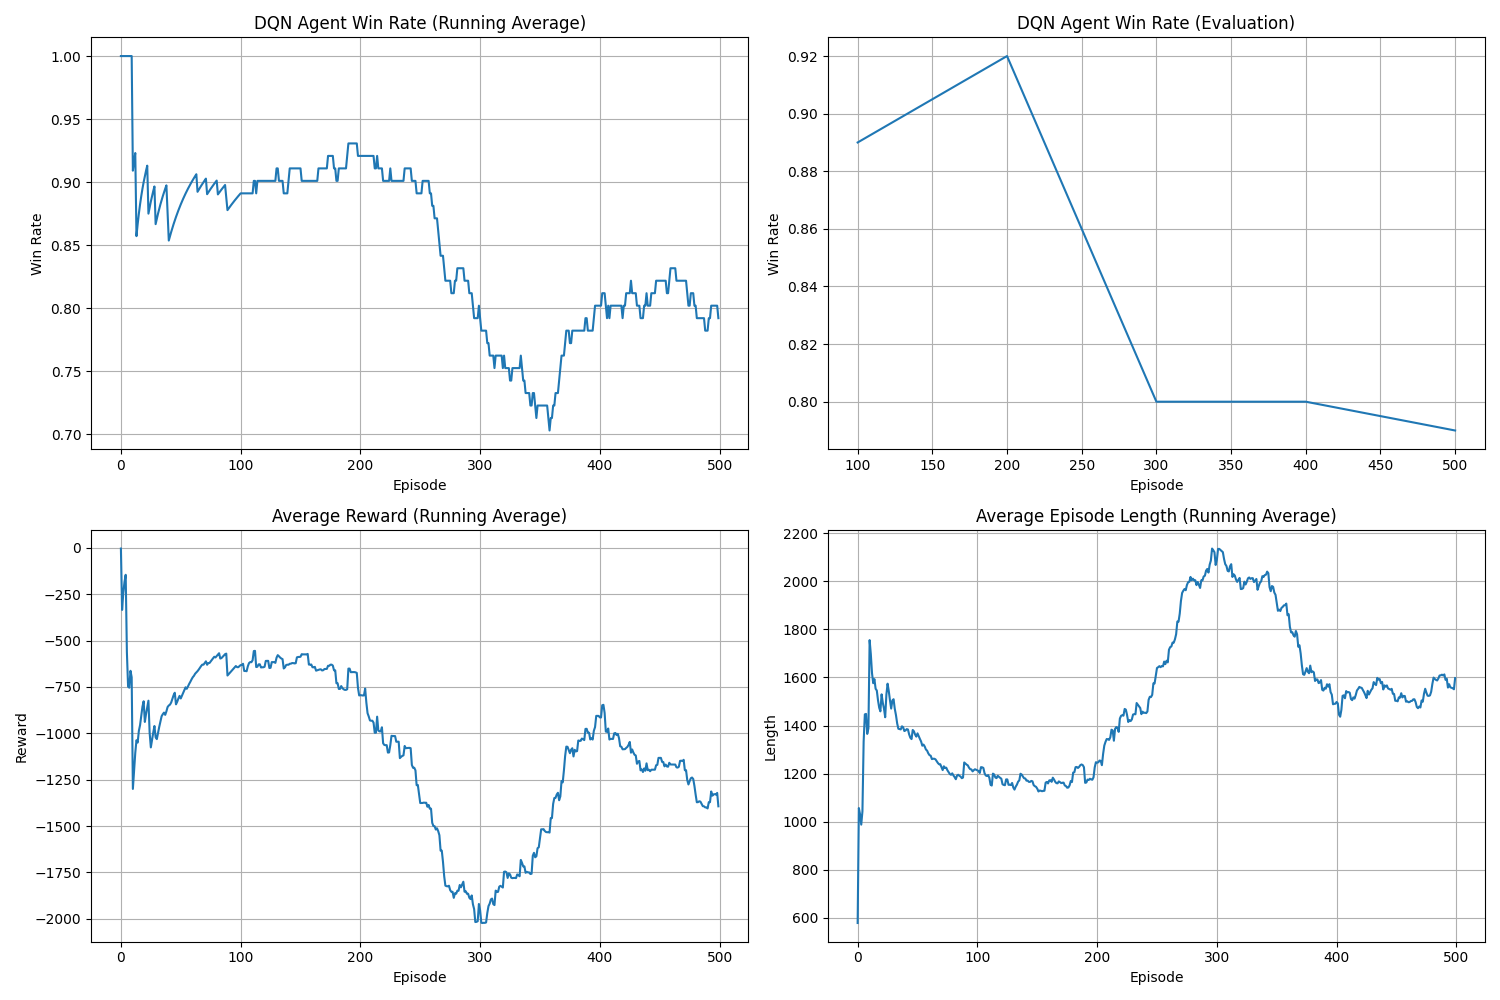 DQN Agent Win Rate (Running Average)
Win Rate
1.00
0.95
0.90
0.85
0.80
0.75
0.70
0 100 200 300 400 500
Episode
DQN Agent Win Rate (Evaluation)
Win Rate
0.92
0.90
0.88
0.86
0.84
0.82
0.80
100 150 200 250 300 350 400 450 500
Episode
Average Reward (Running Average)
Reward
0
−250
−500
−750
−1000
−1250
−1500
−1750
−2000
0 100 200 300 400 500
Episode
Average Episode Length (Running Average)
Length
2200
2000
1800
1600
1400
1200
1000
800
600
0 100 200 300 400 500
Episode